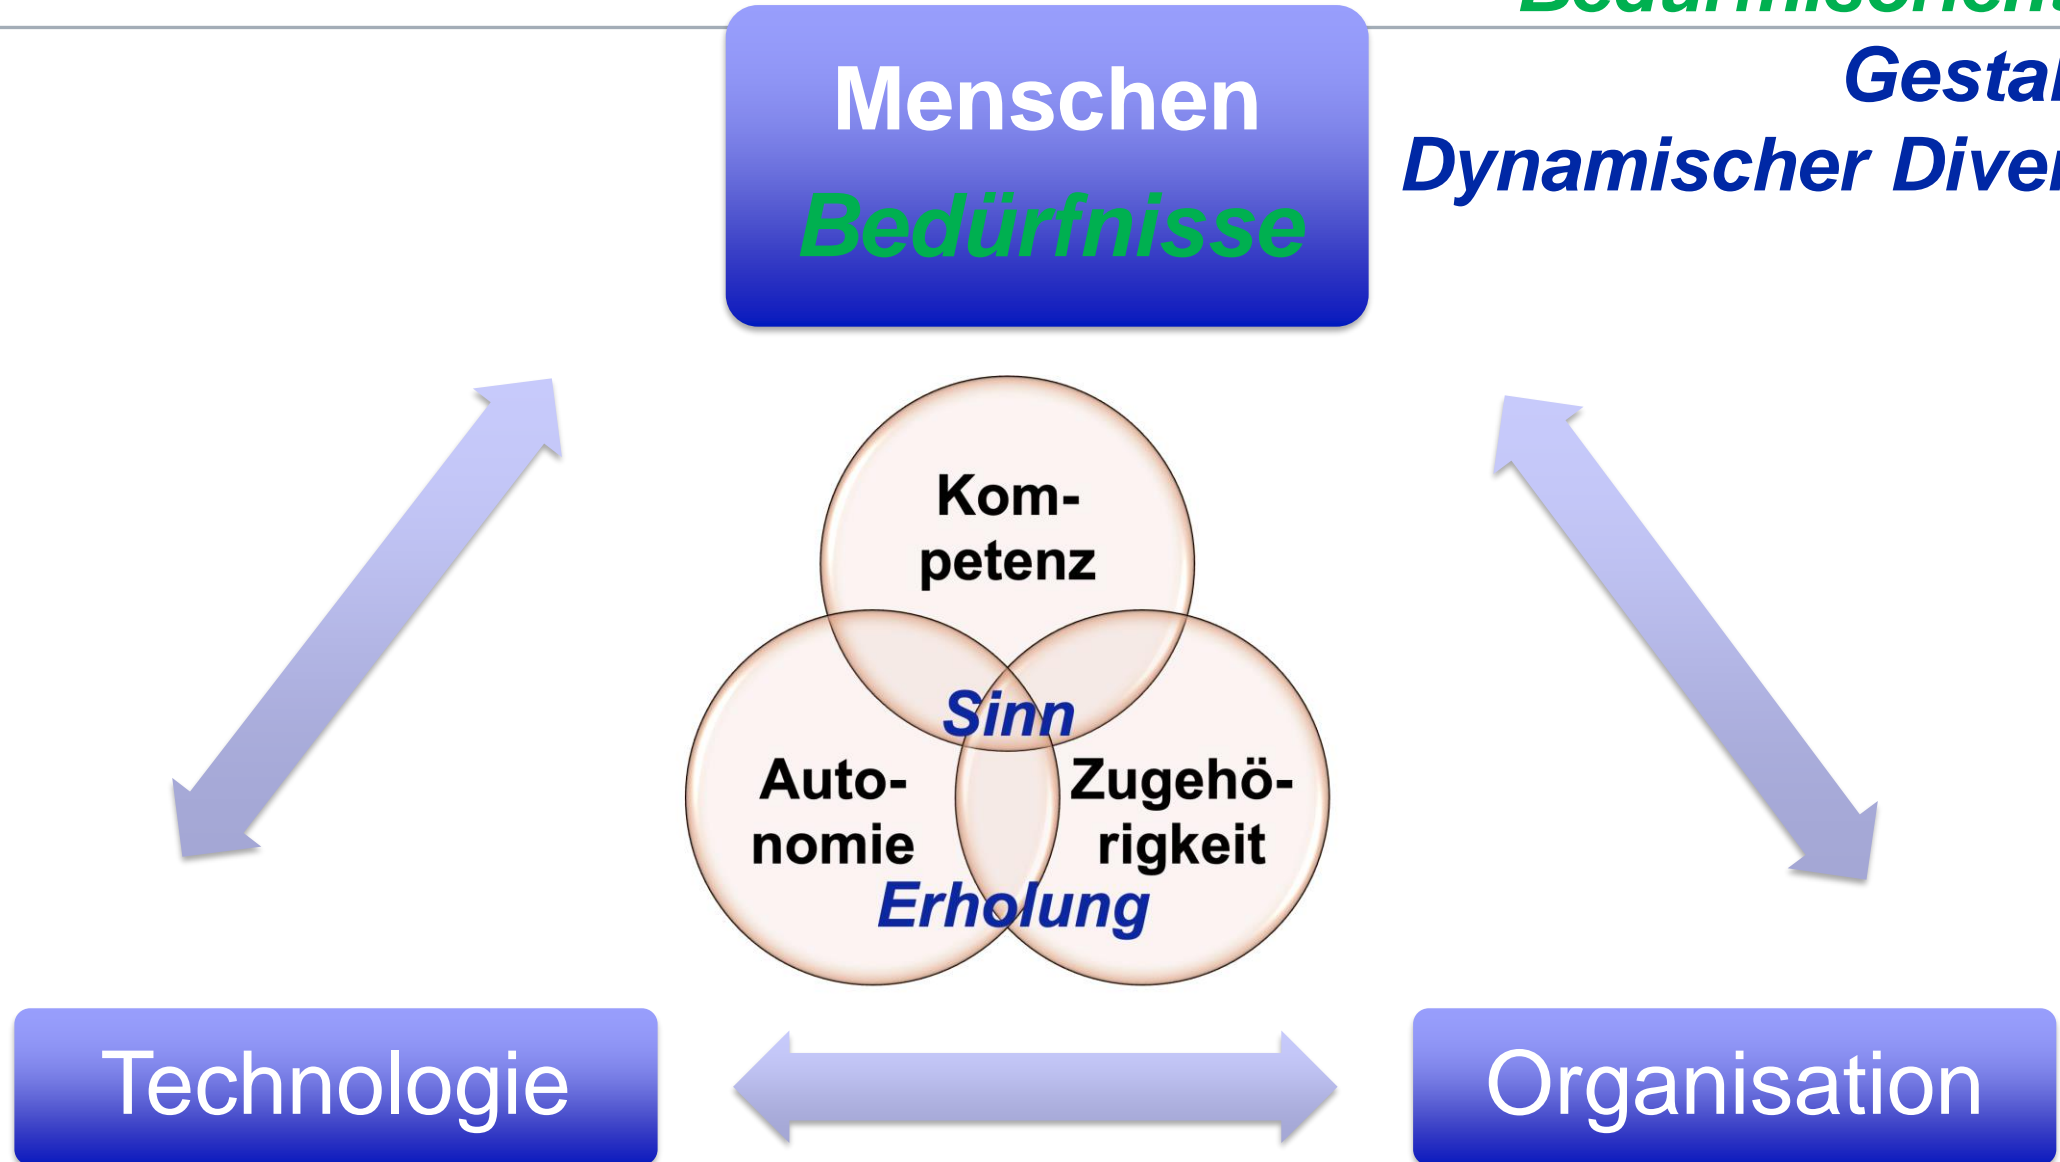 Menschen
Bedürfnisse
Gestal
Dynamischer Diver
Kom-
petenz
Sinn
Auto-
nomie
Zugehö-
rigkeit
Erholung
Technologie
Organisation